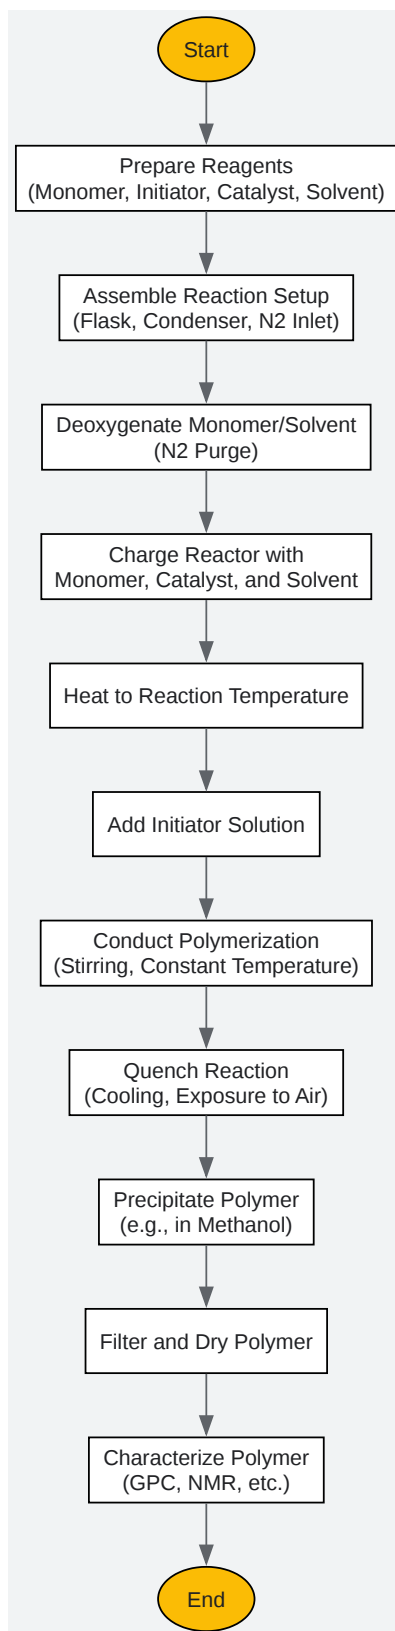 Start
Prepare Reagents
(Monomer, Initiator, Catalyst, Solvent)
Assemble Reaction Setup
(Flask, Condenser, N2 Inlet)
Deoxygenate Monomer/Solvent
(N2 Purge)
Charge Reactor with
Monomer, Catalyst, and Solvent
Heat to Reaction Temperature
Add Initiator Solution
Conduct Polymerization
(Stirring, Constant Temperature)
Quench Reaction
(Cooling, Exposure to Air)
Precipitate Polymer
(e.g., in Methanol)
Filter and Dry Polymer
Characterize Polymer
(GPC, NMR, etc.)
End